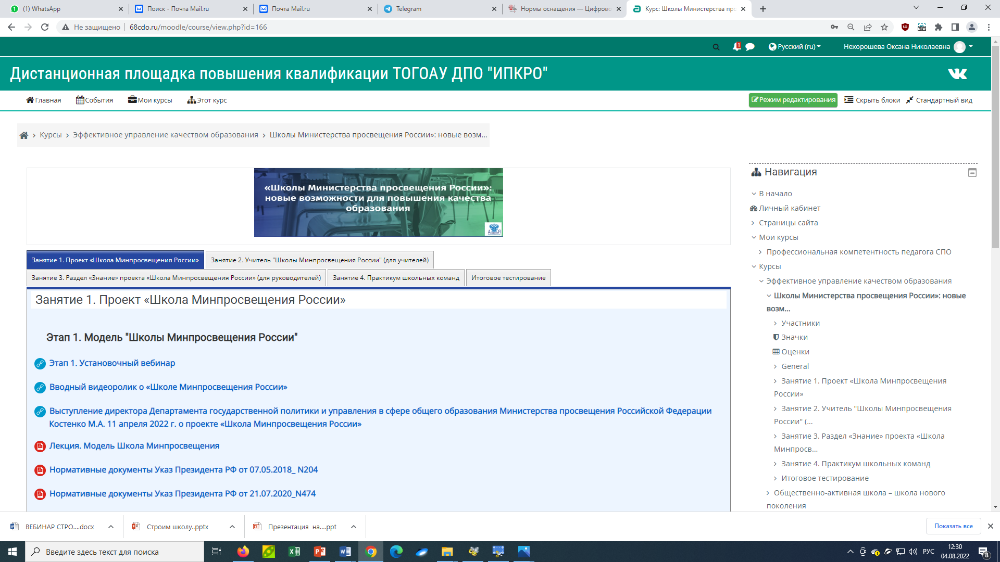 (1) WhatsApp
Поиск - Почта Mail.ru
Почта Mail.ru
Telegram
Нормы оснащения — Цифрово
Курс: Школы Министерства пр
Не защищено
68cdo.ru/moodle/course/view.php?id=166
NEW
1
Русский (ru)
Нехорошева Оксана Николаевна
Дистанционная площадка повышения квалификации ТОГОАУ ДПО "ИПКРО"
Главная
События
Мои курсы
Этот курс
Режим редактирования
Скрыть блоки
Стандартный вид
Курсы
Эффективное управление качеством образования
Школы Министерства просвещения России»: новые возм...
«Школы Министерства просвещения России»:
новые возможности для повышения качества
образования
Академия
Занятие 1. Проект «Школа Минпросвещения России»
Занятие 2. Учитель "Школы Минпросвещения России" (для учителей)
Занятие 3. Раздел «Знание» проекта «Школа Минпросвещения России» (для руководителей)
Занятие 4. Практикум школьных команд
Итоговое тестирование
Занятие 1. Проект «Школа Минпросвещения России»
Этап 1. Модель "Школы Минпросвещения России"
Этап 1. Установочный вебинар
Вводный видеоролик о «Школе Минпросвещения России»
Выступление директора Департамента государственной политики и управления в сфере общего образования Министерства просвещения Российской Федерации
Костенко М.А. 11 апреля 2022 г. о проекте «Школа Минпросвещения России»
Лекция. Модель Школа Минпросвещения
Нормативные документы Указ Президента РФ от 07.05.2018_ N204
Нормативные документы Указ Президента РФ от 21.07.2020_N474
Навигация
В начало
Личный кабинет
Страницы сайта
Мои курсы
Профессиональная компетентность педагога СПО
Курсы
Эффективное управление качеством образования
Школы Министерства просвещения России»: новые
возм...
Участники
Значки
Оценки
General
Занятие 1. Проект «Школа Минпросвещения
России»
Занятие 2. Учитель "Школы Минпросвещения
России" (...
Занятие 3. Раздел «Знание» проекта «Школа
Минпросв...
Занятие 4. Практикум школьных команд
Итоговое тестирование
Общественно-активная школа – школа нового
поколения
ВЕБИНАР СТРО....docx
Строим школу..pptx
Презентация на....ppt
Показать все
Введите здесь текст для поиска
РУС
12:30
04.08.2022
8